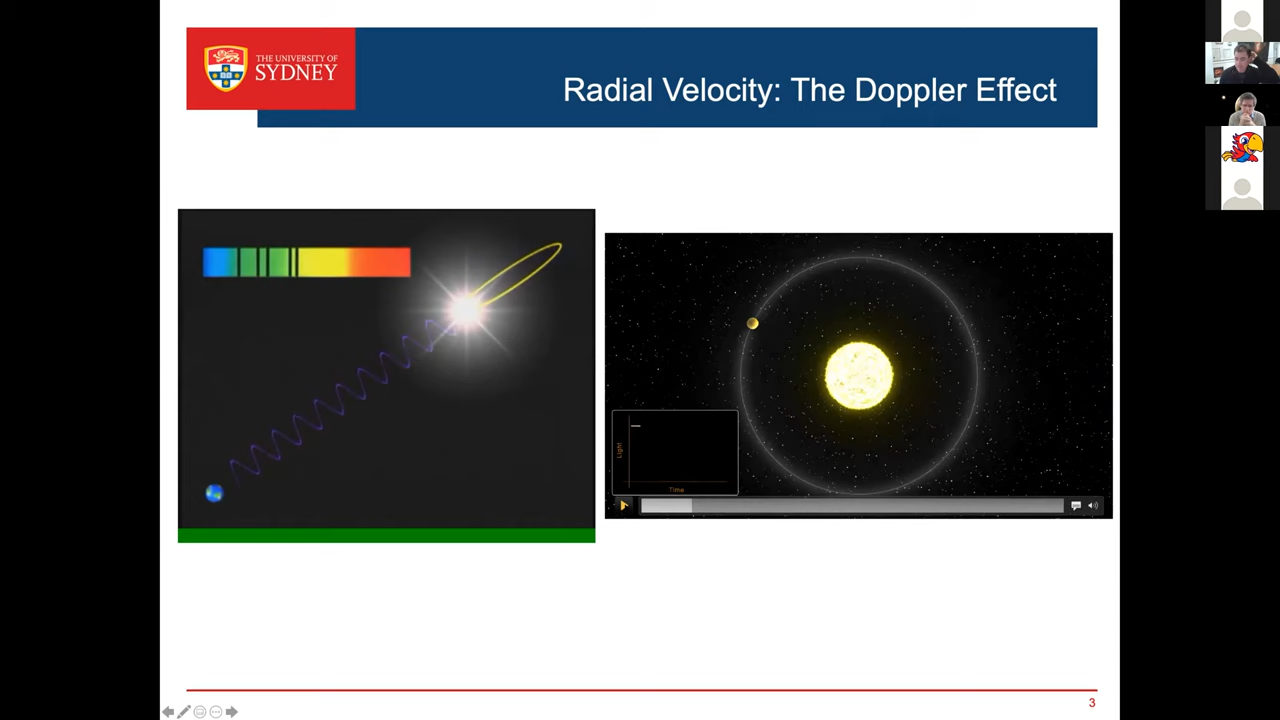 THE UNIVERSITY OF
SYDNEY
Radial Velocity: The Doppler Effect
Light
Time
3